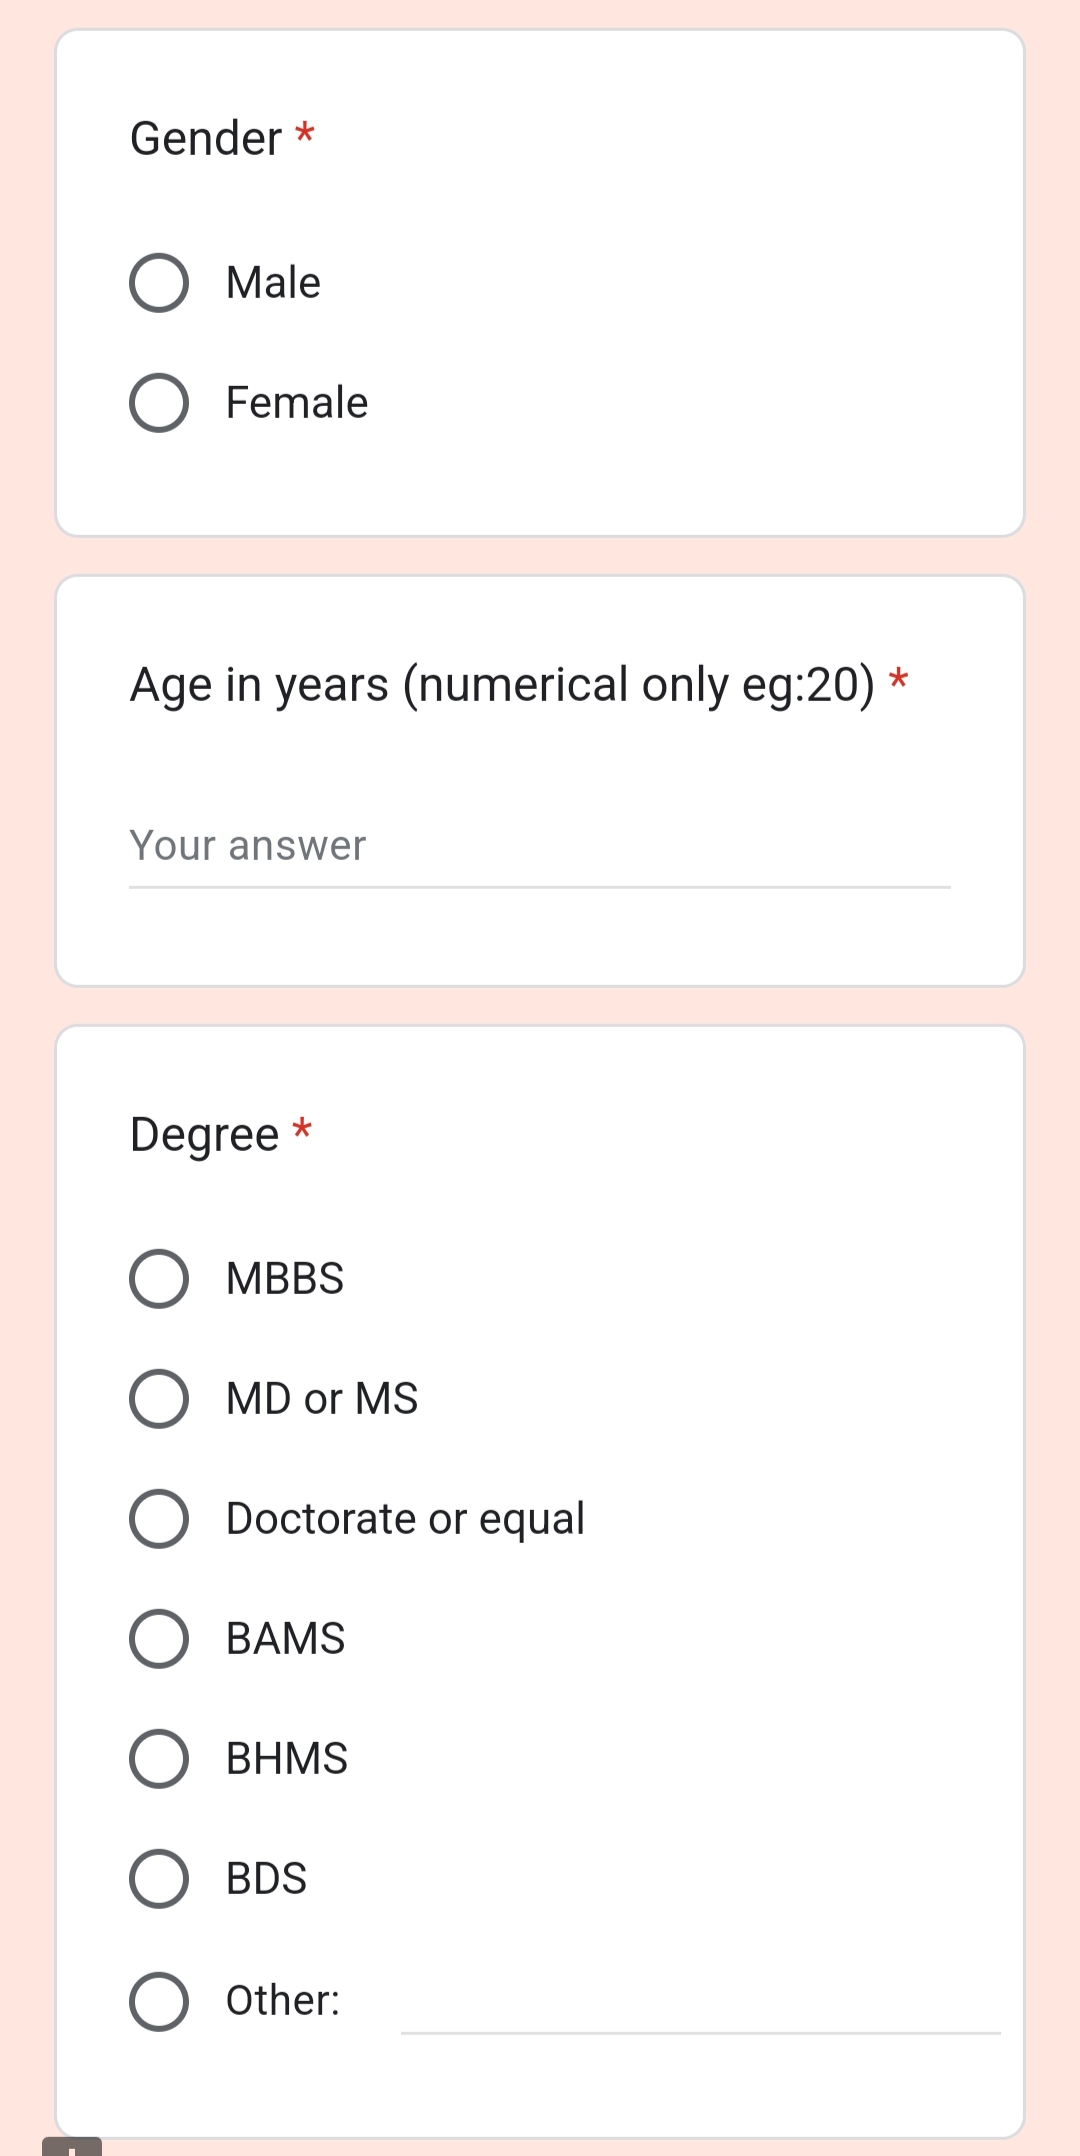 Gender *
Male
Female
Age in years (numerical only eg:20) *
Your answer
Degree *
MBBS
MD or MS
Doctorate or equal
BAMS
BHMS
BDS
Other: